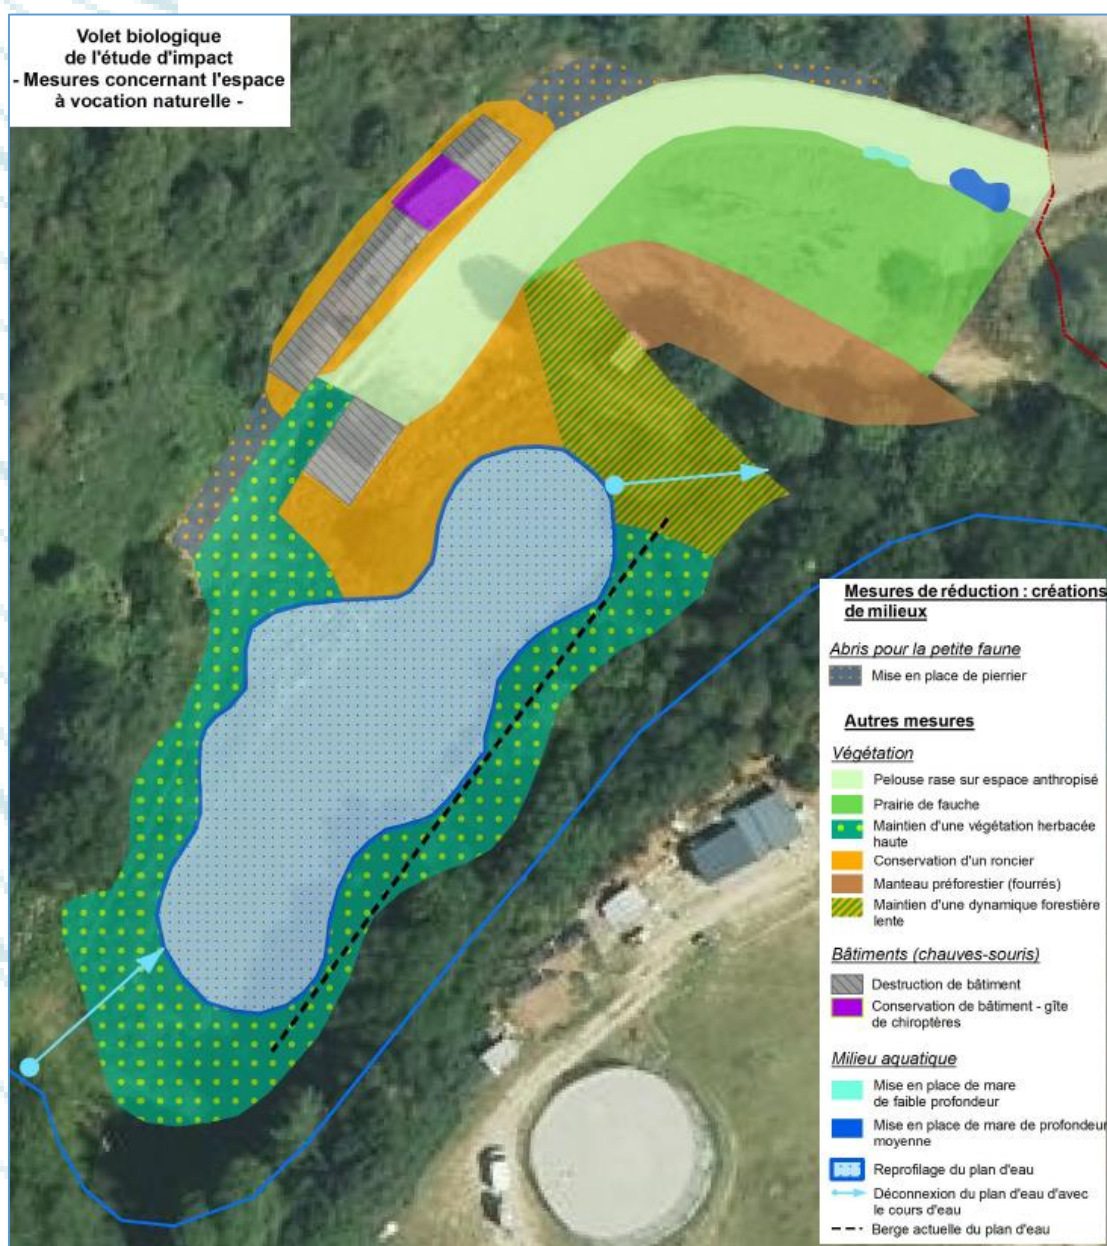 Volet biologique
de l'étude d'impact
- Mesures concernant l'espace
à vocation naturelle -
Mesures de réduction : créations
de milieux
Abris pour la petite faune
Mise en place de pierrier
Autres mesures
Végétation
Pelouse rase sur espace anthropisé
Prairie de fauche
Maintien d'une végétation herbacée
haute
Conservation d'un roncier
Manteau préforestier (fourrés)
Maintien d'une dynamique forestière
lente
Bâtiments (chauves-souris)
Destruction de bâtiment
Conservation de bâtiment - gîte
de chiroptères
Milieu aquatique
Mise en place de mare
de faible profondeur
Mise en place de mare de profondeur
moyenne
Reprofilage du plan d'eau
Déconnexion du plan d'eau d'avec
le cours d'eau
Berge actuelle du plan d'eau